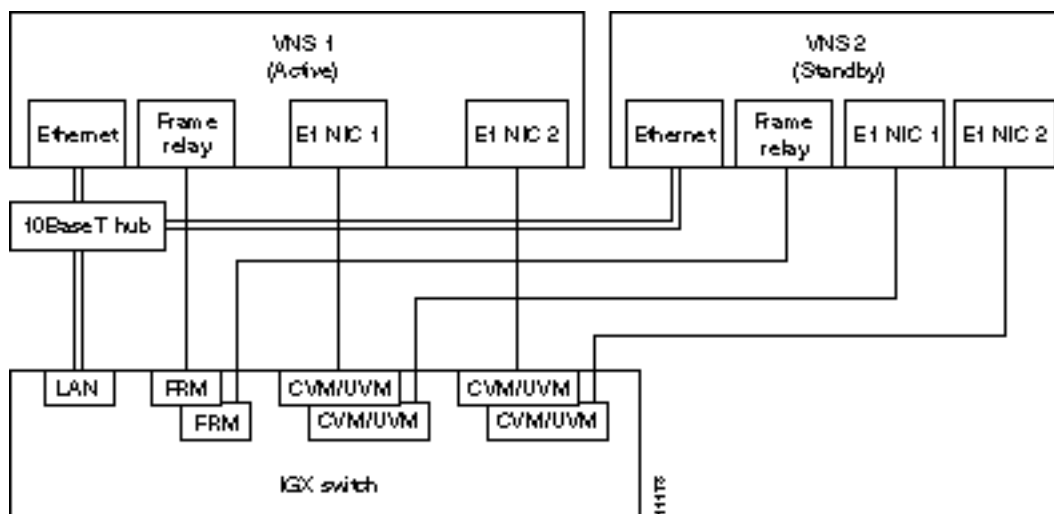 VNS 1
(Active)
VNS 2
(Standby)
Ethernet
Frame
relay
E1 NIC 1
E1 NIC 2
Ethernet
Frame
relay
E1 NIC 1
E1 NIC 2
10BaseT hub
LAN
FRM
CVM/UVM
CVM/UVM
FRM
CVM/UVM
CVM/UVM
IGX switch